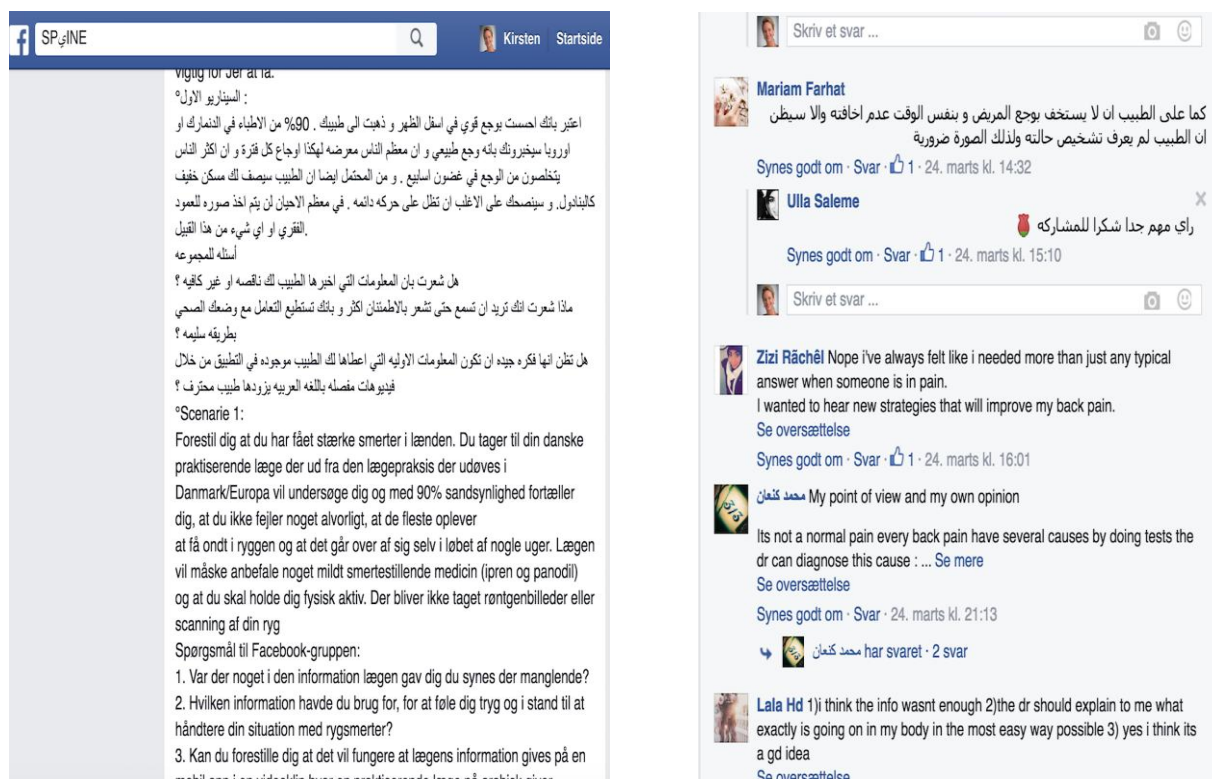 SPيINE
Kirsten Startside
vigtig for Jer at få.
°السيناريو الاول :
اعتبر بانك احسست بوجع قوي في اسفل الظهر و ذهبت الى طبيبك . 90% من الاطباء في الدنمارك او
اوروبا سيخبرونك بانه وجع طبيعي و ان معظم الناس معرضه لهكذا اوجاع كل فترة و ان اكثر الناس
يتخلصون من الوجع في غضون اسابيع . و من المحتمل ايضا ان الطبيب سيصف لك مسكن خفيف
كالبنادول. و سينصحك على الاغلب ان تظل على حركه دائمه . في معظم الاحيان لن يتم اخذ صوره للعمود
الفقري او اي شيء من هذا القبيل.
أسئله للمجموعه
هل شعرت بان المعلومات التي اخبرها الطبيب لك ناقصه او غير كافيه ؟
ماذا شعرت انك تريد ان تسمع حتى تشعر بالاطمئنان اكثر و بانك تستطيع التعامل مع وضعك الصحي
بطريقه سليمه ؟
هل تظن انها فكره جيده ان تكون المعلومات الاوليه التي اعطاها لك الطبيب موجوده في التطبيق من خلال
فيديوهات مفصله باللغه العربيه يزودها طبيب محترف ؟
°Scenarie 1:
Forestil dig at du har fået stærke smerter i lænden. Du tager til din danske
praktiserende læge der ud fra den lægepraksis der udøves i
Danmark/Europa vil undersøge dig og med 90% sandsynlighed fortæller
dig, at du ikke fejler noget alvorligt, at de fleste oplever
at få ondt i ryggen og at det går over af sig selv i løbet af nogle uger. Lægen
vil måske anbefale noget mildt smertestillende medicin (ipren og panodil)
og at du skal holde dig fysisk aktiv. Der bliver ikke taget røntgenbilleder eller
scanning af din ryg
Spørgsmål til Facebook-gruppen:
1. Var der noget i den information lægen gav dig du synes der manglende?
2. Hvilken information havde du brug for, for at føle dig tryg og i stand til at
håndtere din situation med rygsmerter?
3. Kan du forestille dig at det vil fungere at lægens information gives på en
mobil app i en videoklip hvor en praktiserende læge på arabisk giver
Skriv et svar ...
Mariam Farhat
كما على الطبيب ان لا يستخف بوجع المريض و بنفس الوقت عدم اخافته والا سيظن
ان الطبيب لم يعرف تشخيص حالته ولذلك الصورة ضرورية
Synes godt om · Svar · 1 · 24. marts kl. 14:32
Ulla Saleme
راي مهم جدا شكرا للمشاركه 🌹
Synes godt om · Svar · 1 · 24. marts kl. 15:10
Skriv et svar ...
Zizi Rãchêl Nope i've always felt like i needed more than just any typical
answer when someone is in pain.
I wanted to hear new strategies that will improve my back pain.
Se oversættelse
Synes godt om · Svar · 1 · 24. marts kl. 16:01
محمد كنعان My point of view and my own opinion
Its not a normal pain every back pain have several causes by doing tests the
dr can diagnose this cause : ... Se mere
Se oversættelse
Synes godt om · Svar · 24. marts kl. 21:13
محمد كنعان har svaret · 2 svar
Lala Hd 1)i think the info wasnt enough 2)the dr should explain to me what
exactly is going on in my body in the most easy way possible 3) yes i think its
a gd idea
Se oversættelse